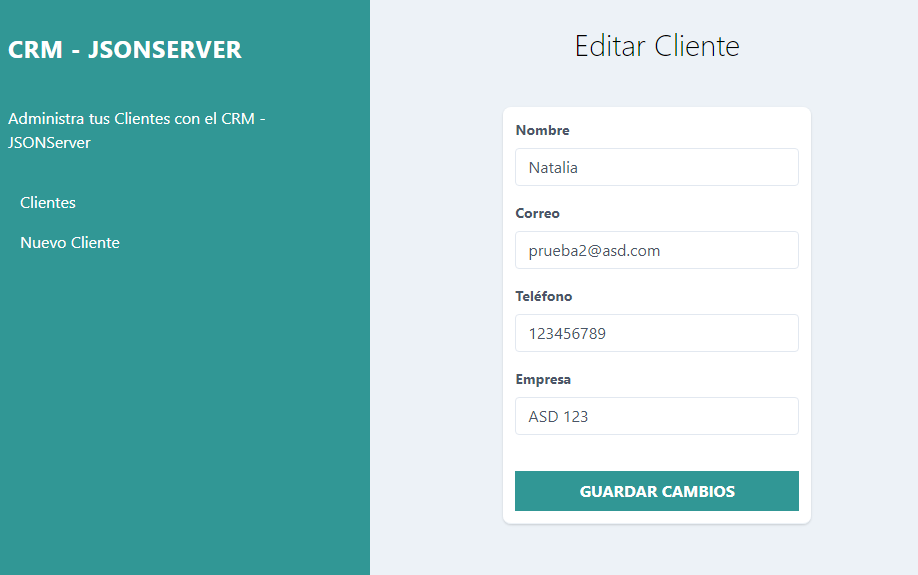 CRM - JSONSERVER
Administra tus Clientes con el CRM -
JSONServer
Clientes
Nuevo Cliente
Editar Cliente
Nombre
Natalia
Correo
prueba2@asd.com
Teléfono
123456789
Empresa
ASD 123
GUARDAR CAMBIOS